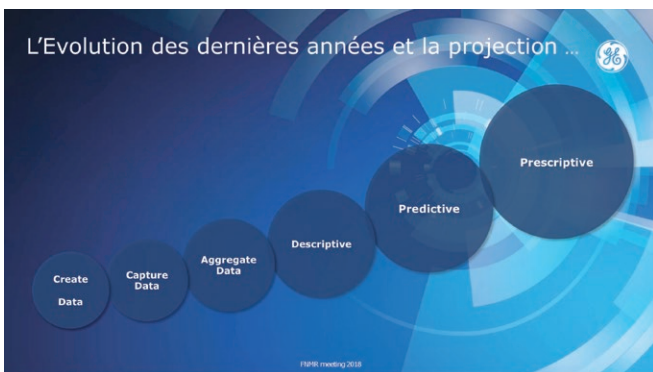 L'Evolution des dernières années et la projection ...
Create
Data
Capture
Data
Aggregate
Data
Descriptive
Predictive
Prescriptive
FNMR meeting 2018